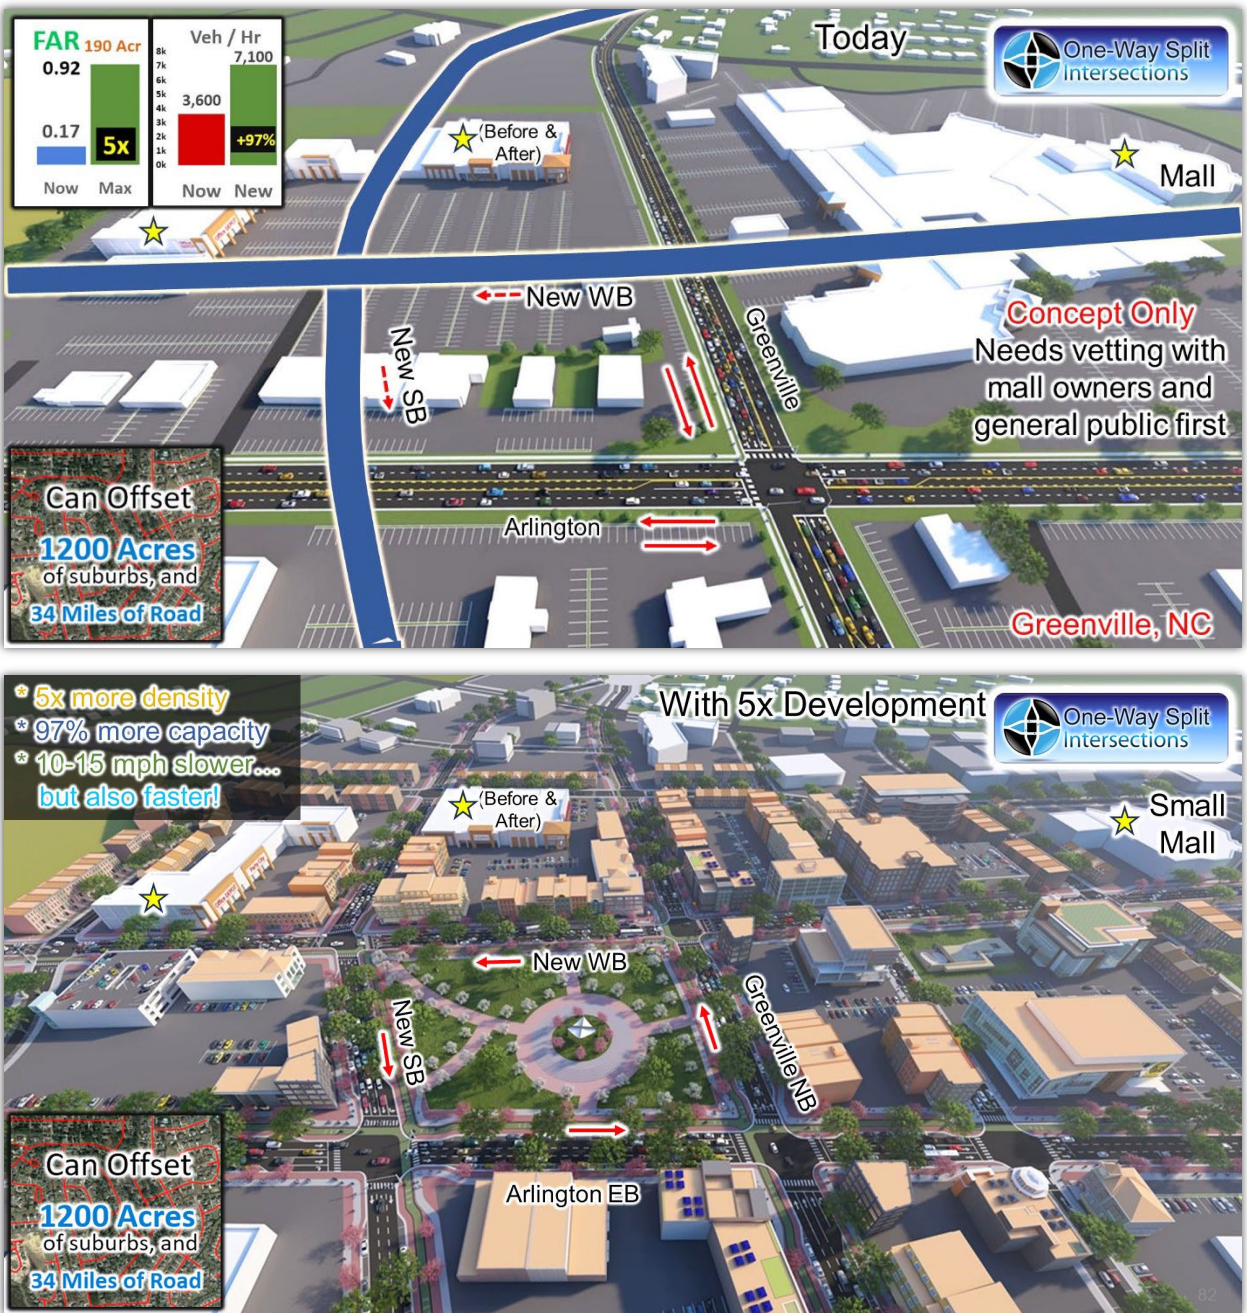 FAR 190 Acr
0.92
0.17
5x
Now Max
Veh / Hr
8k
7k
6k
5k
4k
3k
2k
1k
0k
7,100
3,600
+97%
Now New
Today
One-Way Split
Intersections
(Before &
After)
Mall
New WB
New SB
Greenville
Concept Only
Needs vetting with
mall owners and
general public first
Arlington
Greenville, NC
Can Offset
1200 Acres
of suburbs, and
34 Miles of Road
* 5x more density
* 97% more capacity
* 10-15 mph slower...
but also faster!
With 5x Development
One-Way Split
Intersections
(Before &
After)
Small
Mall
New WB
New SB
Greenville NB
Arlington EB
Can Offset
1200 Acres
of suburbs, and
34 Miles of Road
82